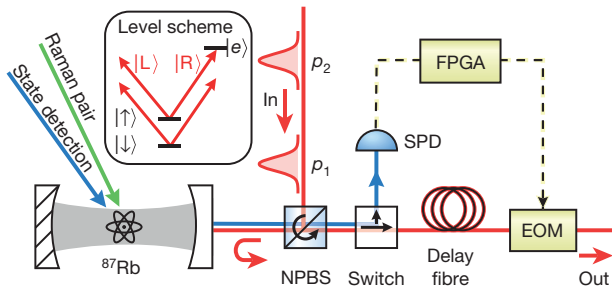 Level scheme
|L⟩
|R⟩
|e⟩
|↑⟩
|↓⟩
Raman pair
State detection
p₂
In
p₁
FPGA
SPD
⁸⁷Rb
NPBS
Switch
Delay
fibre
EOM
Out